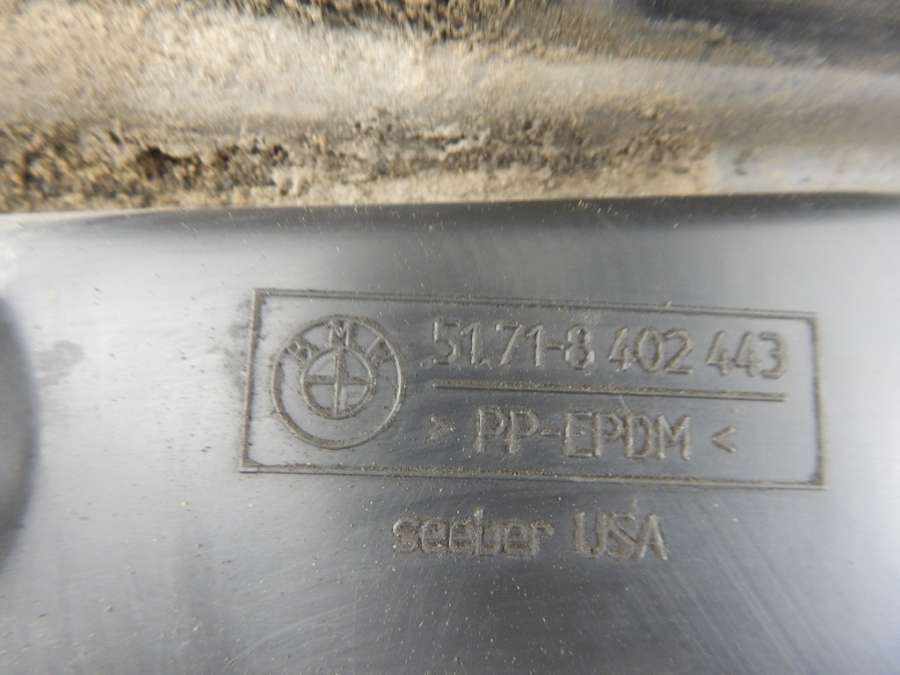 BMW
51.71-8 402 443
> PP-EPDM <
seeber USA